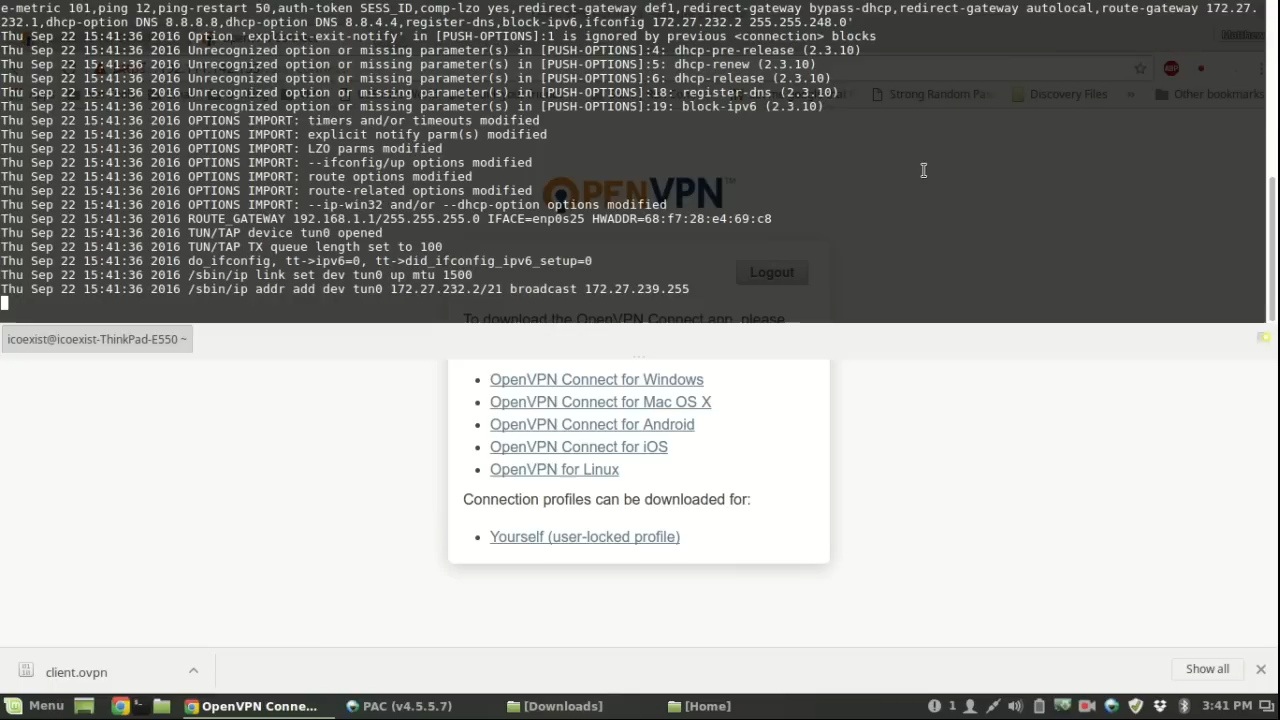 e-metric 101,ping 12,ping-restart 50,auth-token SESS_ID,comp-lzo yes,redirect-gateway def1,redirect-gateway bypass-dhcp,redirect-gateway autolocal,route-gateway 172.27.
232.1,dhcp-option DNS 8.8.8.8,dhcp-option DNS 8.8.4.4,register-dns,block-ipv6,ifconfig 172.27.232.2 255.255.248.0'
Thu Sep 22 15:41:36 2016 Option 'explicit-exit-notify' in [PUSH-OPTIONS]:1 is ignored by previous <connection> blocks
Thu Sep 22 15:41:36 2016 Unrecognized option or missing parameter(s) in [PUSH-OPTIONS]:4: dhcp-pre-release (2.3.10)
Thu Sep 22 15:41:36 2016 Unrecognized option or missing parameter(s) in [PUSH-OPTIONS]:5: dhcp-renew (2.3.10)
Thu Sep 22 15:41:36 2016 Unrecognized option or missing parameter(s) in [PUSH-OPTIONS]:6: dhcp-release (2.3.10)
Thu Sep 22 15:41:36 2016 Unrecognized option or missing parameter(s) in [PUSH-OPTIONS]:18: register-dns (2.3.10)
Strong Random Pa
Discovery Files
»
Other bookmarks
Thu Sep 22 15:41:36 2016 Unrecognized option or missing parameter(s) in [PUSH-OPTIONS]:19: block-ipv6 (2.3.10)
Thu Sep 22 15:41:36 2016 OPTIONS IMPORT: timers and/or timeouts modified
Thu Sep 22 15:41:36 2016 OPTIONS IMPORT: explicit notify parm(s) modified
Thu Sep 22 15:41:36 2016 OPTIONS IMPORT: LZO parms modified
Thu Sep 22 15:41:36 2016 OPTIONS IMPORT: --ifconfig/up options modified
Thu Sep 22 15:41:36 2016 OPTIONS IMPORT: route options modified
Thu Sep 22 15:41:36 2016 OPTIONS IMPORT: route-related options modified
OPENVPN™
Thu Sep 22 15:41:36 2016 OPTIONS IMPORT: --ip-win32 and/or --dhcp-option options modified
Thu Sep 22 15:41:36 2016 ROUTE_GATEWAY 192.168.1.1/255.255.255.0 IFACE=enp0s25 HWADDR=68:f7:28:e4:69:c8
Thu Sep 22 15:41:36 2016 TUN/TAP device tun0 opened
Thu Sep 22 15:41:36 2016 TUN/TAP TX queue length set to 100
Thu Sep 22 15:41:36 2016 do_ifconfig, tt->ipv6=0, tt->did_ifconfig_ipv6_setup=0
Thu Sep 22 15:41:36 2016 /sbin/ip link set dev tun0 up mtu 1500
Logout
Thu Sep 22 15:41:36 2016 /sbin/ip addr add dev tun0 172.27.232.2/21 broadcast 172.27.239.255
To download the OpenVPN Connect app, please
icoexist@icoexist-ThinkPad-E550 ~
OpenVPN Connect for Windows
OpenVPN Connect for Mac OS X
OpenVPN Connect for Android
OpenVPN Connect for iOS
OpenVPN for Linux
Connection profiles can be downloaded for:
Yourself (user-locked profile)
client.ovpn
Show all
Menu
OpenVPN Conne...
PAC (v4.5.5.7)
[Downloads]
[Home]
1
3:41 PM